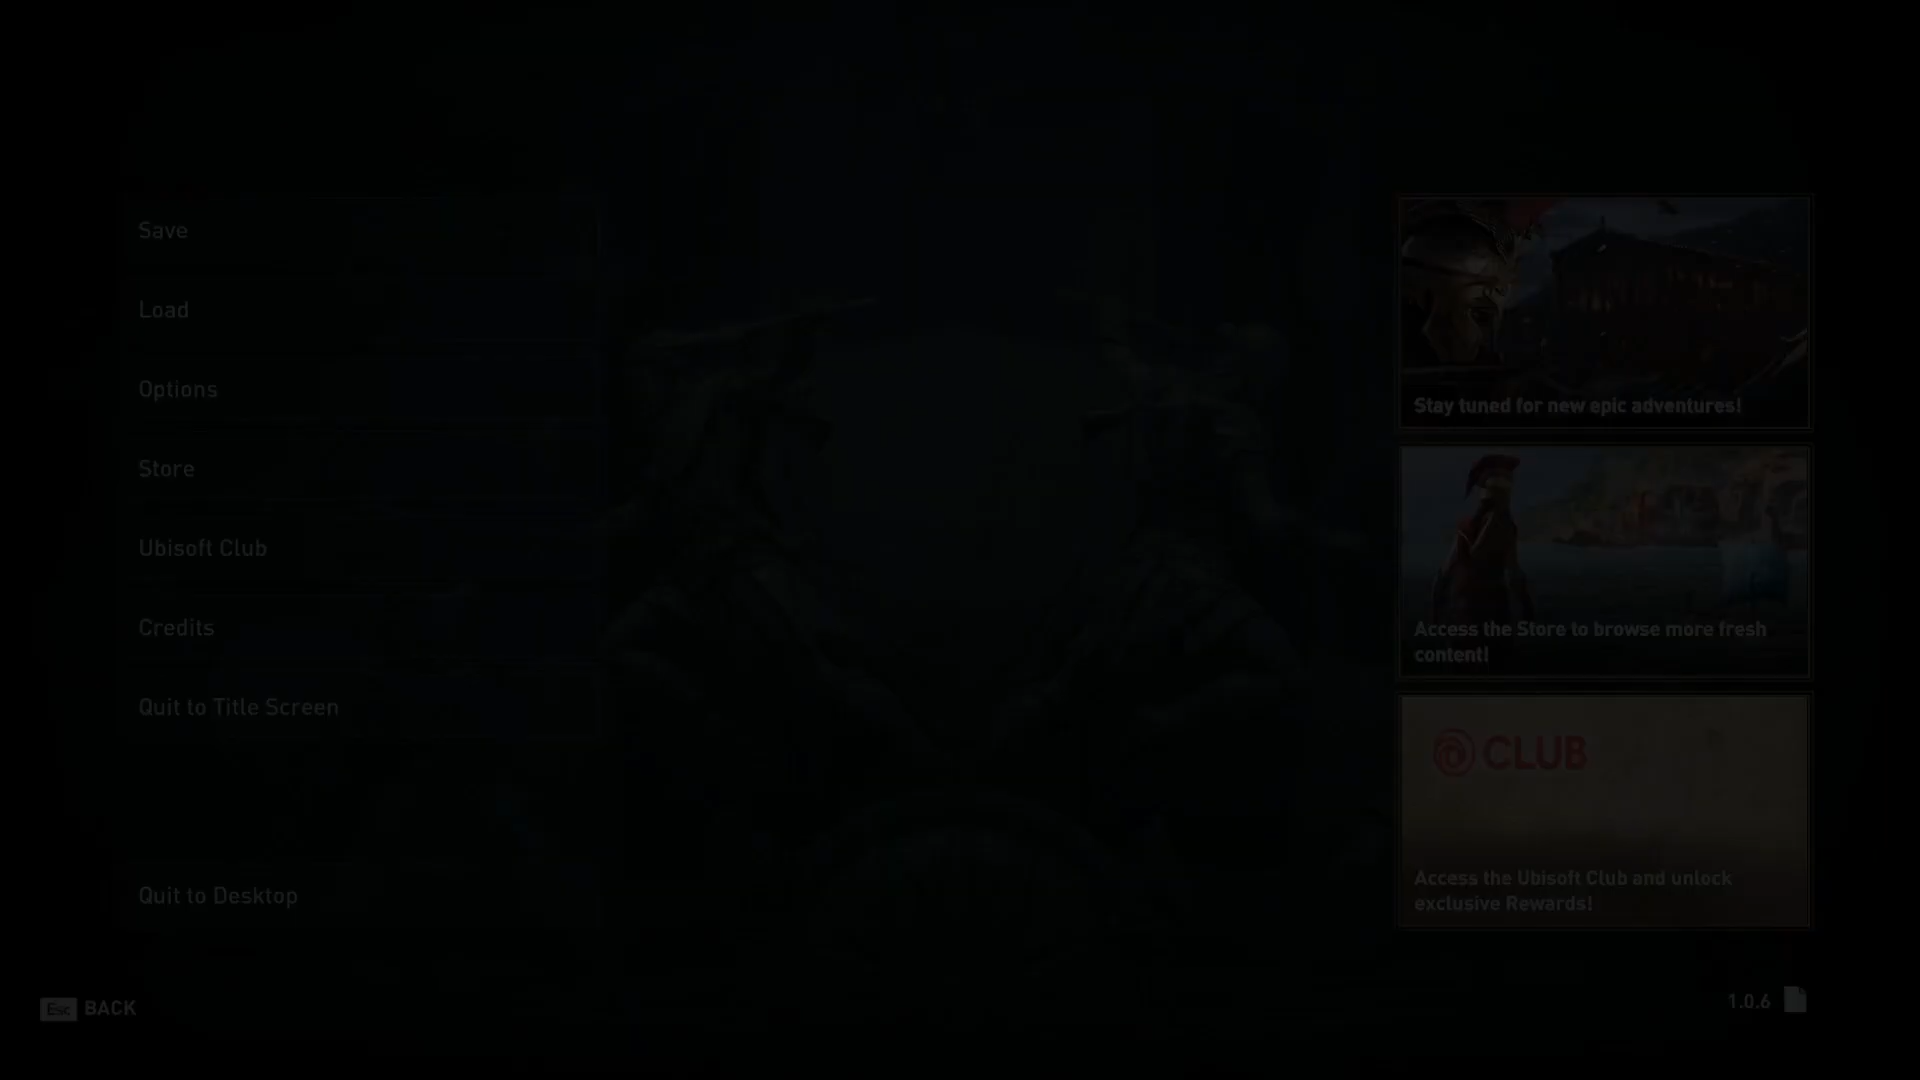 Save
Load
Options
Store
Ubisoft Club
Credits
Quit to Title Screen
Quit to Desktop
Stay tuned for new epic adventures!
Access the Store to browse more fresh
content!
CLUB
Access the Ubisoft Club and unlock
exclusive Rewards!
Esc BACK
1.0.6